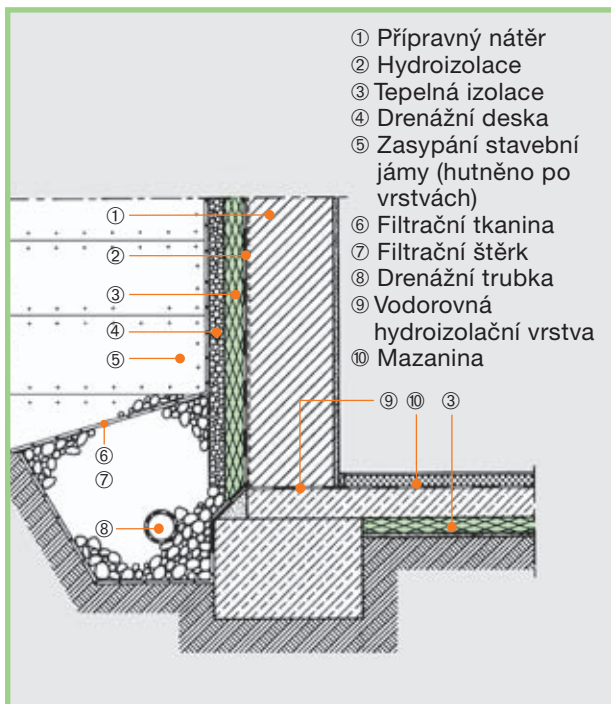 ① Přípravný nátěr
② Hydroizolace
③ Tepelná izolace
④ Drenážní deska
⑤ Zasypání stavební
jámy (hutněno po
vrstvách)
⑥ Filtrační tkanina
⑦ Filtrační štěrk
⑧ Drenážní trubka
⑨ Vodorovná
hydroizolační vrstva
⑩ Mazanina
①
②
③
④
⑤
⑨ ⑩ ③
⑥
⑦
⑧